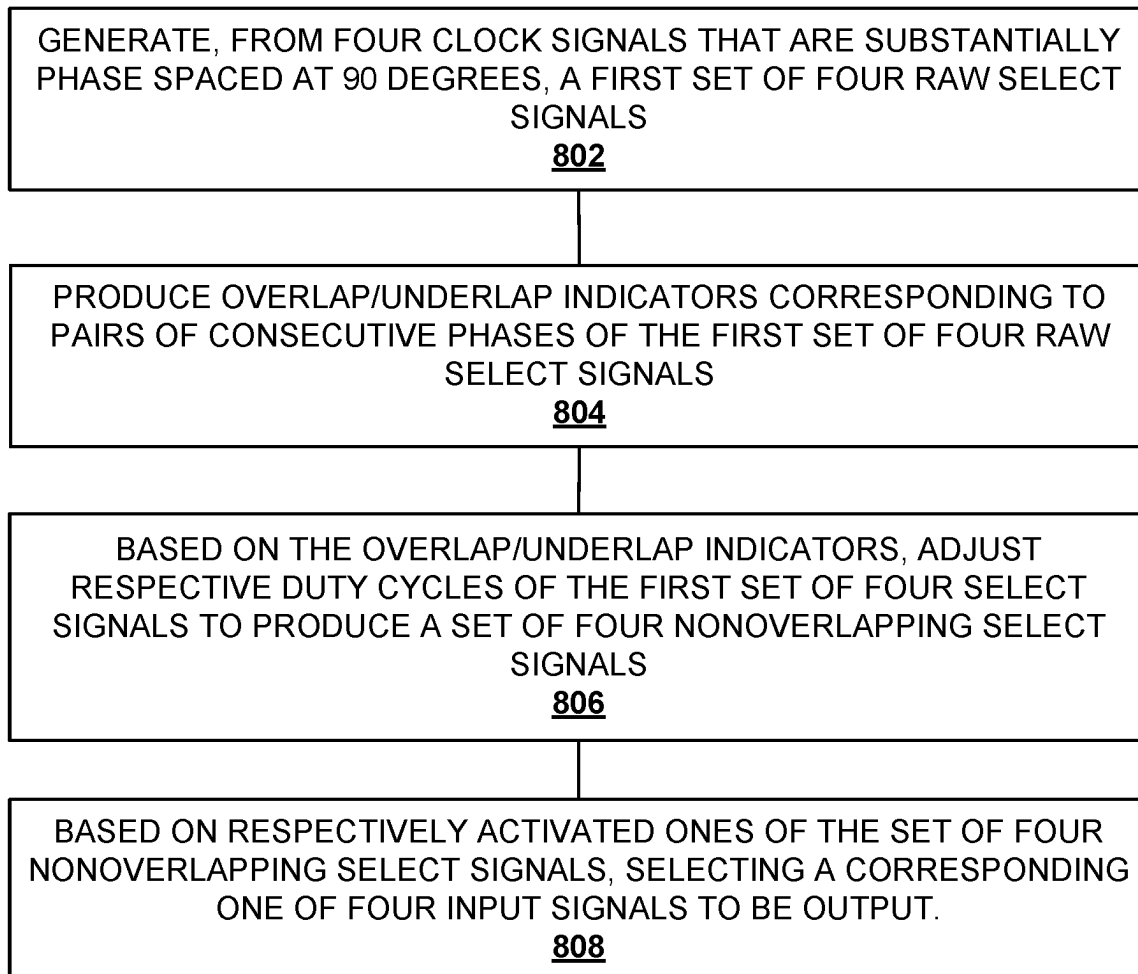 GENERATE, FROM FOUR CLOCK SIGNALS THAT ARE SUBSTANTIALLY
PHASE SPACED AT 90 DEGREES, A FIRST SET OF FOUR RAW SELECT
SIGNALS
802
PRODUCE OVERLAP/UNDERLAP INDICATORS CORRESPONDING TO
PAIRS OF CONSECUTIVE PHASES OF THE FIRST SET OF FOUR RAW
SELECT SIGNALS
804
BASED ON THE OVERLAP/UNDERLAP INDICATORS, ADJUST
RESPECTIVE DUTY CYCLES OF THE FIRST SET OF FOUR SELECT
SIGNALS TO PRODUCE A SET OF FOUR NONOVERLAPPING SELECT
SIGNALS
806
BASED ON RESPECTIVELY ACTIVATED ONES OF THE SET OF FOUR
NONOVERLAPPING SELECT SIGNALS, SELECTING A CORRESPONDING
ONE OF FOUR INPUT SIGNALS TO BE OUTPUT.
808